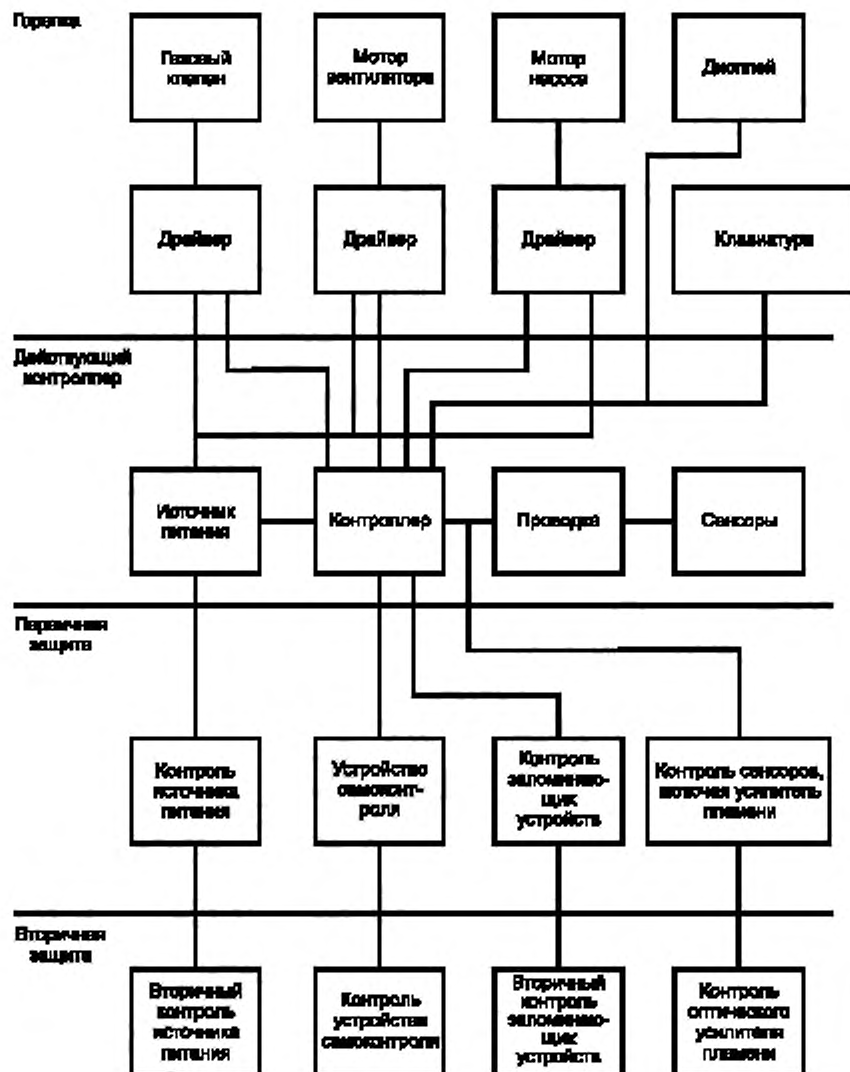 Горелка
Газовый
клапан
Мотор
вентилятора
Мотор
насоса
Дисплей
Драйвер
Драйвер
Драйвер
Клавиатура
Действующий
контроллер
Источник
питания
Контроллер
Проводка
Сенсоры
Первичная
защита
Контроль
источника
питания
Устройство
самоконт-
роля
Контроль
запоминаю-
щих
устройств
Контроль сенсоров,
включая усилитель
пламени
Вторичная
защита
Вторичный
контроль
источника
питания
Контроль
устройства
самоконтроля
Вторичный
контроль
запоминаю-
щих
устройств
Контроль
оптического
усилителя
пламени